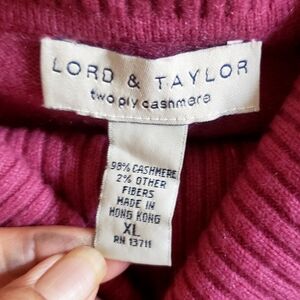 LORD & TAYLOR
two ply cashmere
98% CASHMERE
2% OTHER
FIBERS
MADE IN
HONG KONG
XL
RN 13711